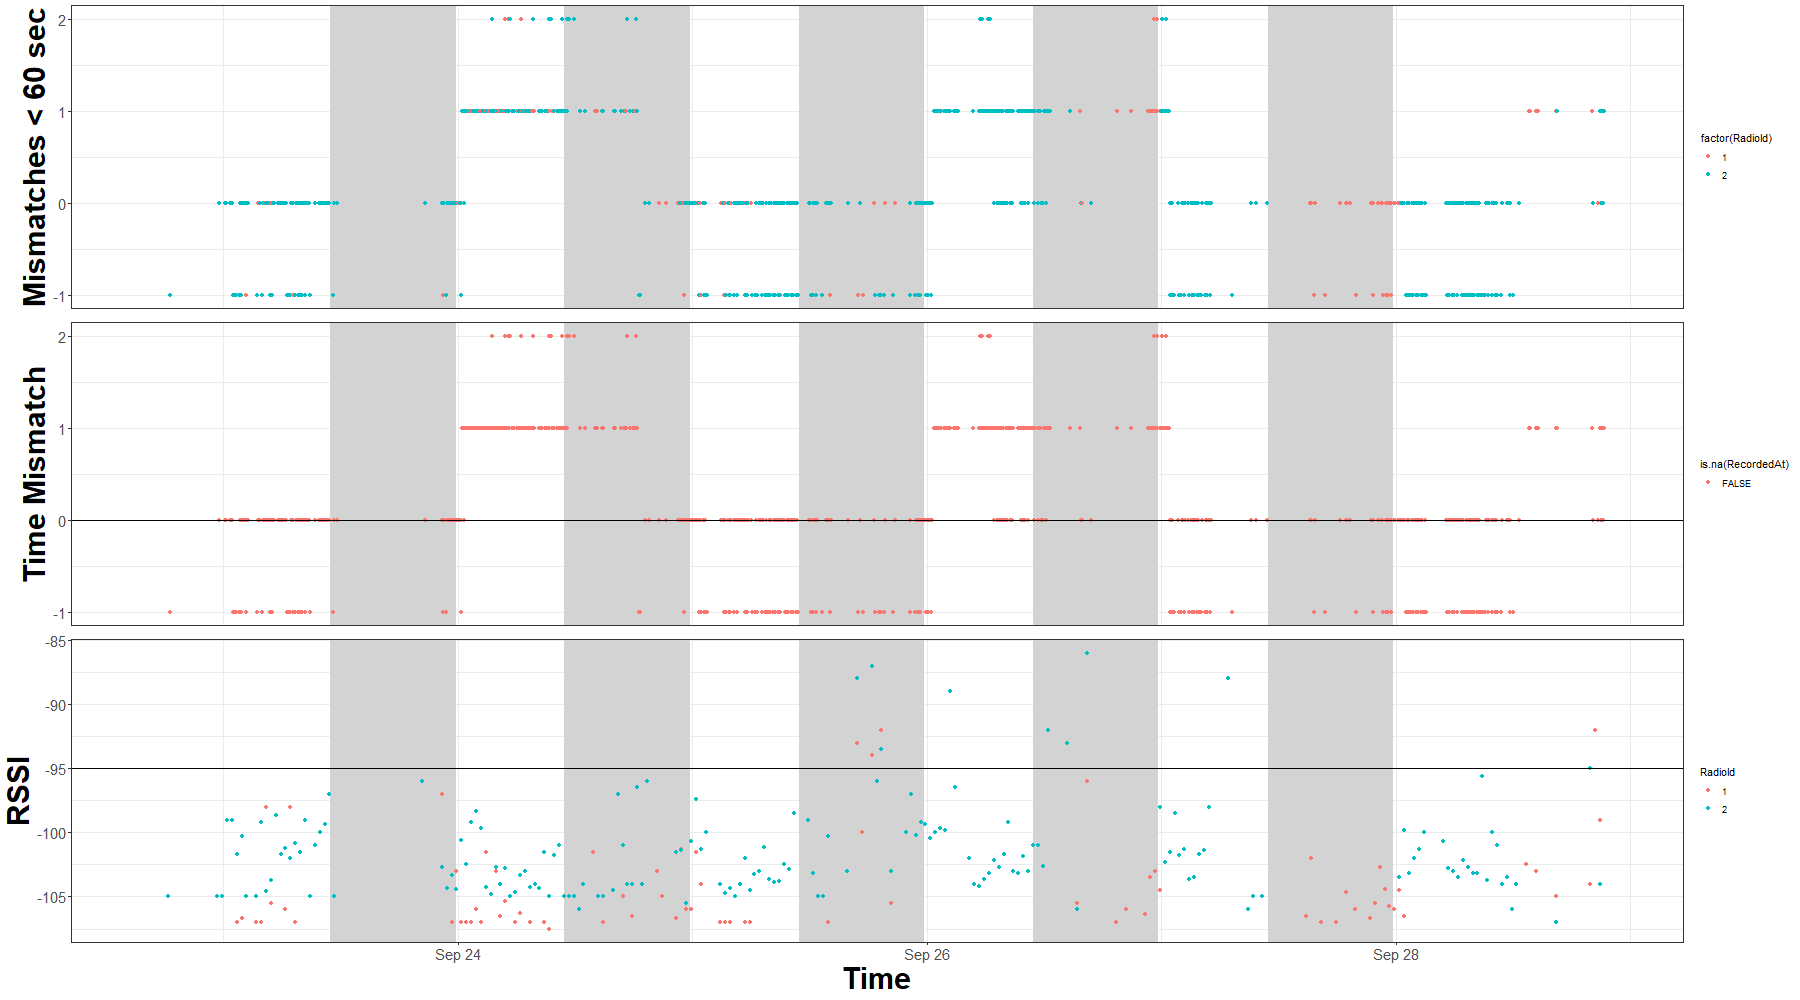 Mismatches < 60 sec
2
1
0
-1
factor(RadioId)
1
2
Time Mismatch
2
1
0
-1
is.na(RecordedAt)
FALSE
RSSI
-85
-90
-95
-100
-105
RadioId
1
2
Sep 24
Sep 26
Sep 28
Time